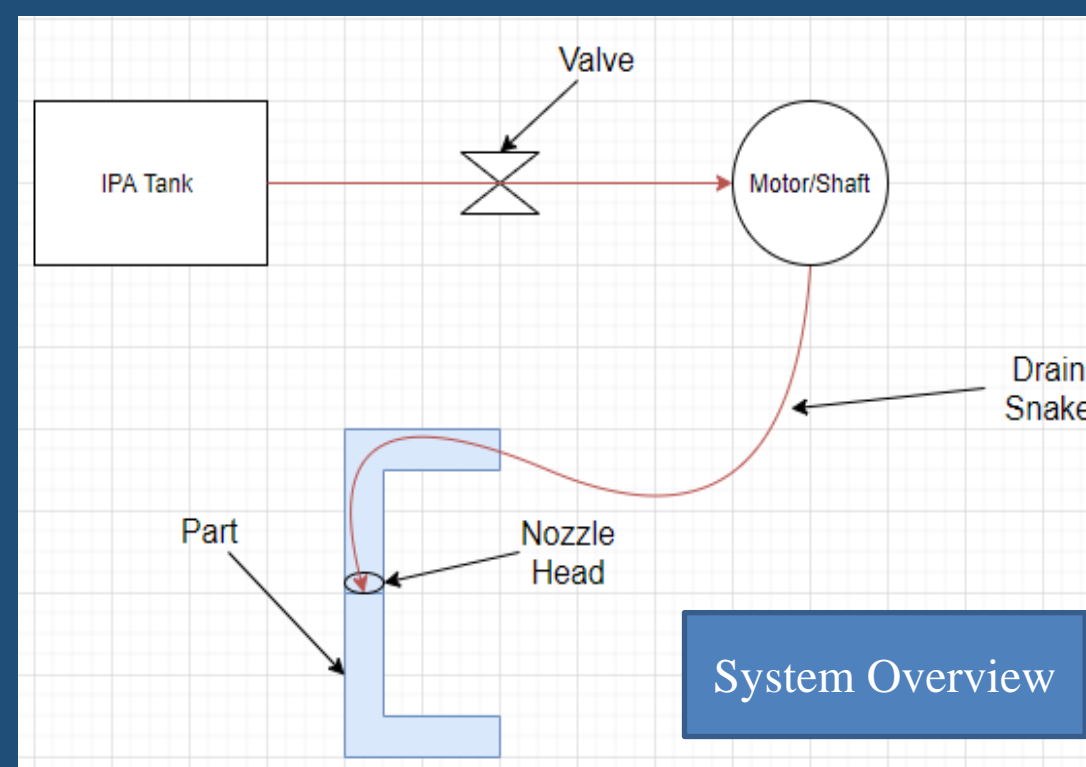 Valve
IPA Tank
Motor/Shaft
Drain
Snake
Part
Nozzle
Head
System Overview